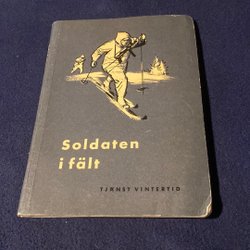 Soldaten
i fält
TJÄNST VINTERTID